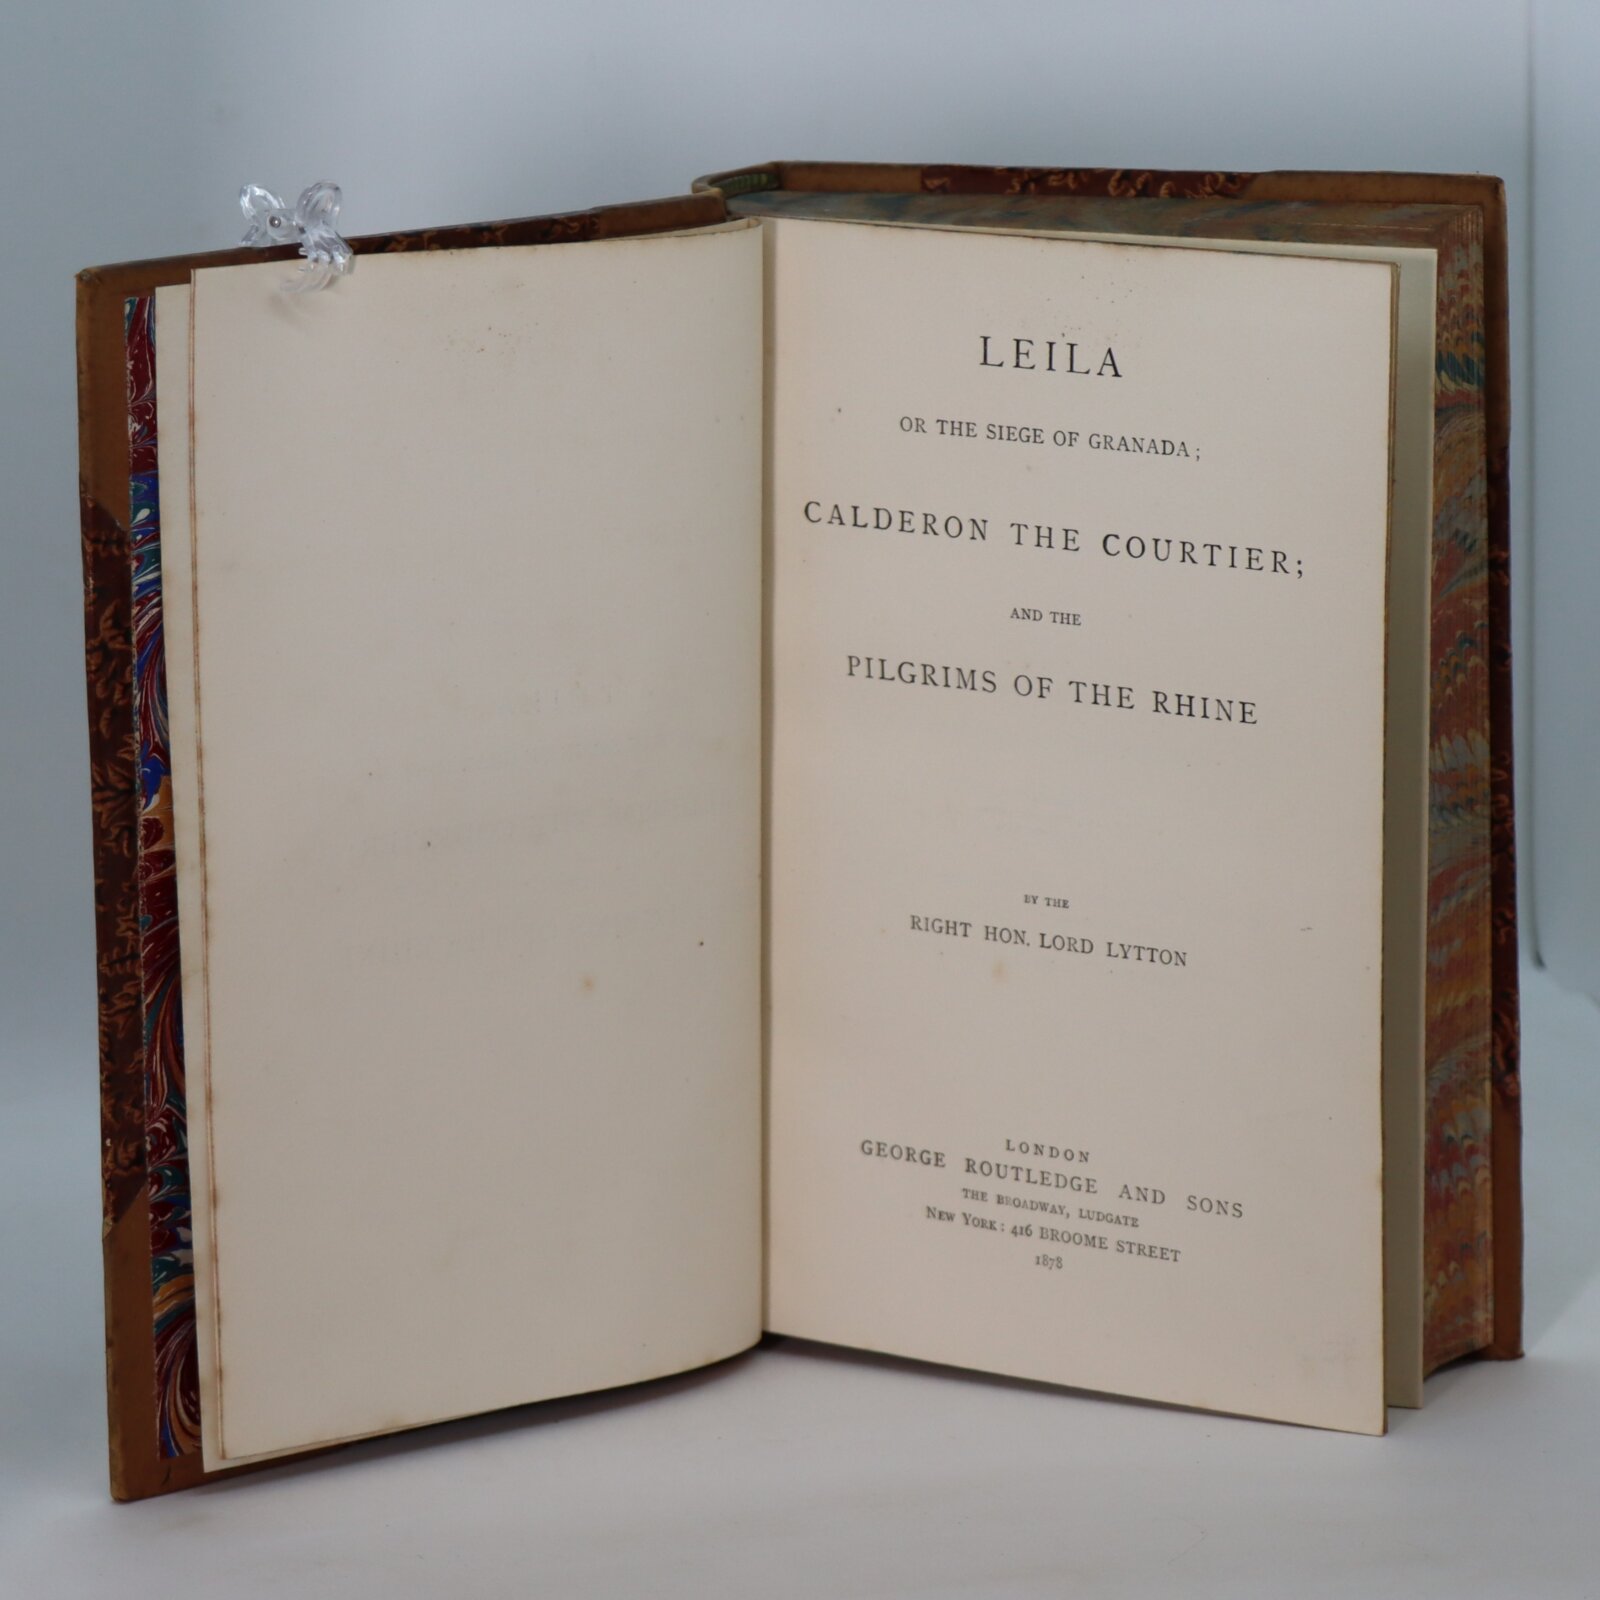 LEILA
OR THE SIEGE OF GRANADA;
CALDERON THE COURTIER;
AND THE
PILGRIMS OF THE RHINE
BY THE
RIGHT HON. LORD LYTTON
LONDON
GEORGE ROUTLEDGE AND SONS
THE BROADWAY, LUDGATE
NEW YORK: 416 BROOME STREET
1878